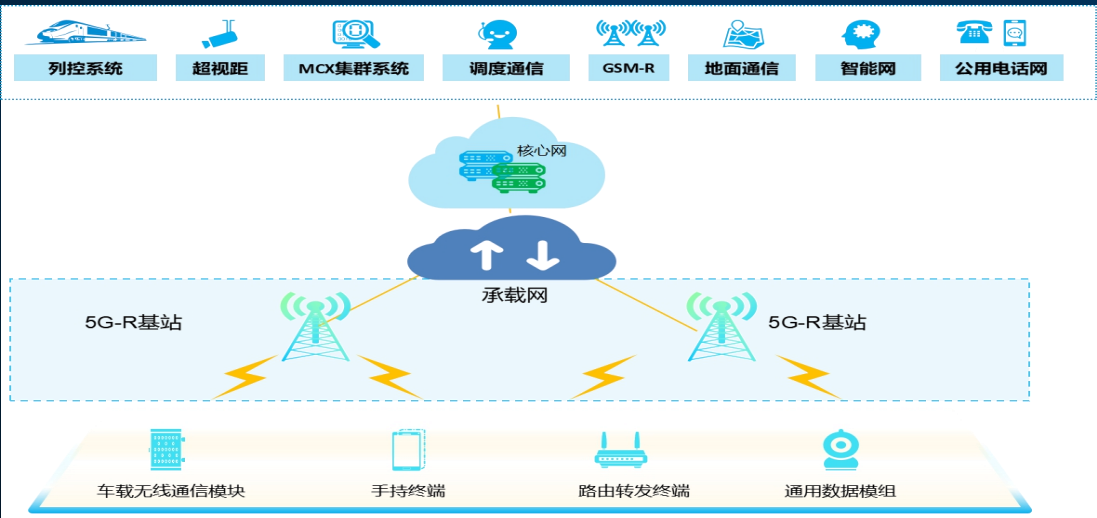 列控系统 超视距 MCX集群系统 调度通信 GSM-R 地面通信 智能网 公用电话网
核心网
承载网
5G-R基站 5G-R基站
车载无线通信模块 手持终端 路由转发终端 通用数据模组